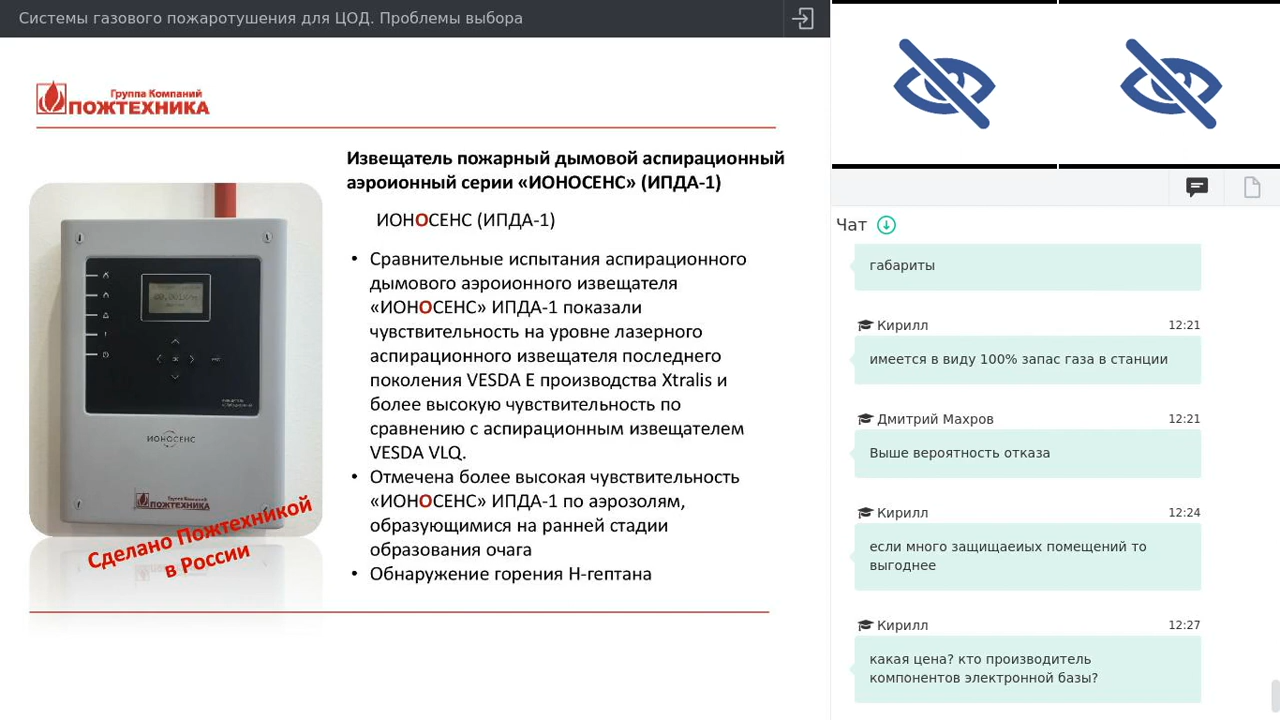 Системы газового пожаротушения для ЦОД. Проблемы выбора
Группа Компаний
ПОЖТЕХНИКА
Извещатель пожарный дымовой аспирационный
аэроионный серии «ИОНОСЕНС» (ИПДА-1)
ИОНОСЕНС (ИПДА-1)
• Сравнительные испытания аспирационного
дымового аэроионного извещателя
«ИОНОСЕНС» ИПДА-1 показали
чувствительность на уровне лазерного
аспирационного извещателя последнего
поколения VESDA E производства Xtralis и
более высокую чувствительность по
сравнению с аспирационным извещателем
VESDA VLQ.
• Отмечена более высокая чувствительность
«ИОНОСЕНС» ИПДА-1 по аэрозолям,
образующимися на ранней стадии
образования очага
• Обнаружение горения Н-гептана
ИОНОСЕНС
Группа Компаний
ПОЖТЕХНИКА
Сделано Пожтехникой
в России
Чат
габариты
Кирилл 12:21
имеется в виду 100% запас газа в станции
Дмитрий Махров 12:21
Выше вероятность отказа
Кирилл 12:24
если много защищаеиых помещений то
выгоднее
Кирилл 12:27
какая цена? кто производитель
компонентов электронной базы?